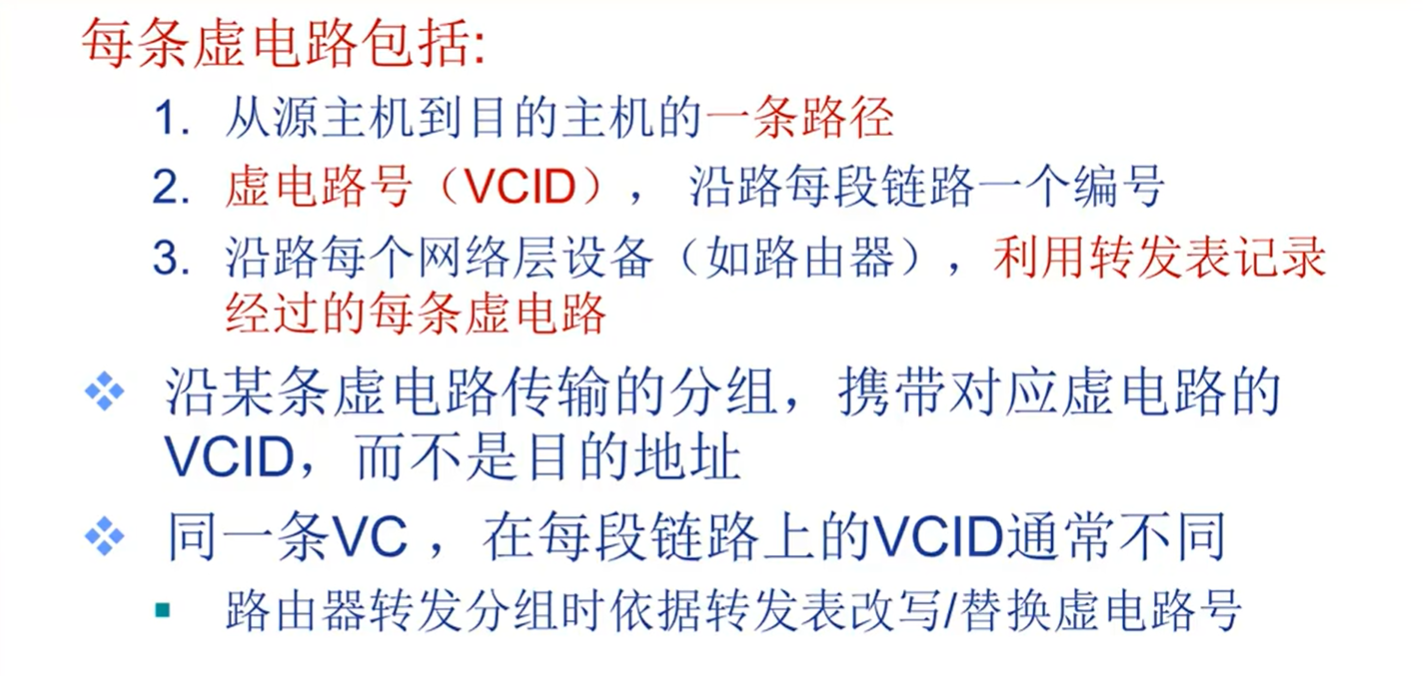 每条虚电路包括:
1. 从源主机到目的主机的一条路径
2. 虚电路号（VCID），沿路每段链路一个编号
3. 沿路每个网络层设备（如路由器），利用转发表记录
经过的每条虚电路
沿某条虚电路传输的分组，携带对应虚电路的
VCID，而不是目的地址
同一条VC，在每段链路上的VCID通常不同
路由器转发分组时依据转发表改写/替换虚电路号